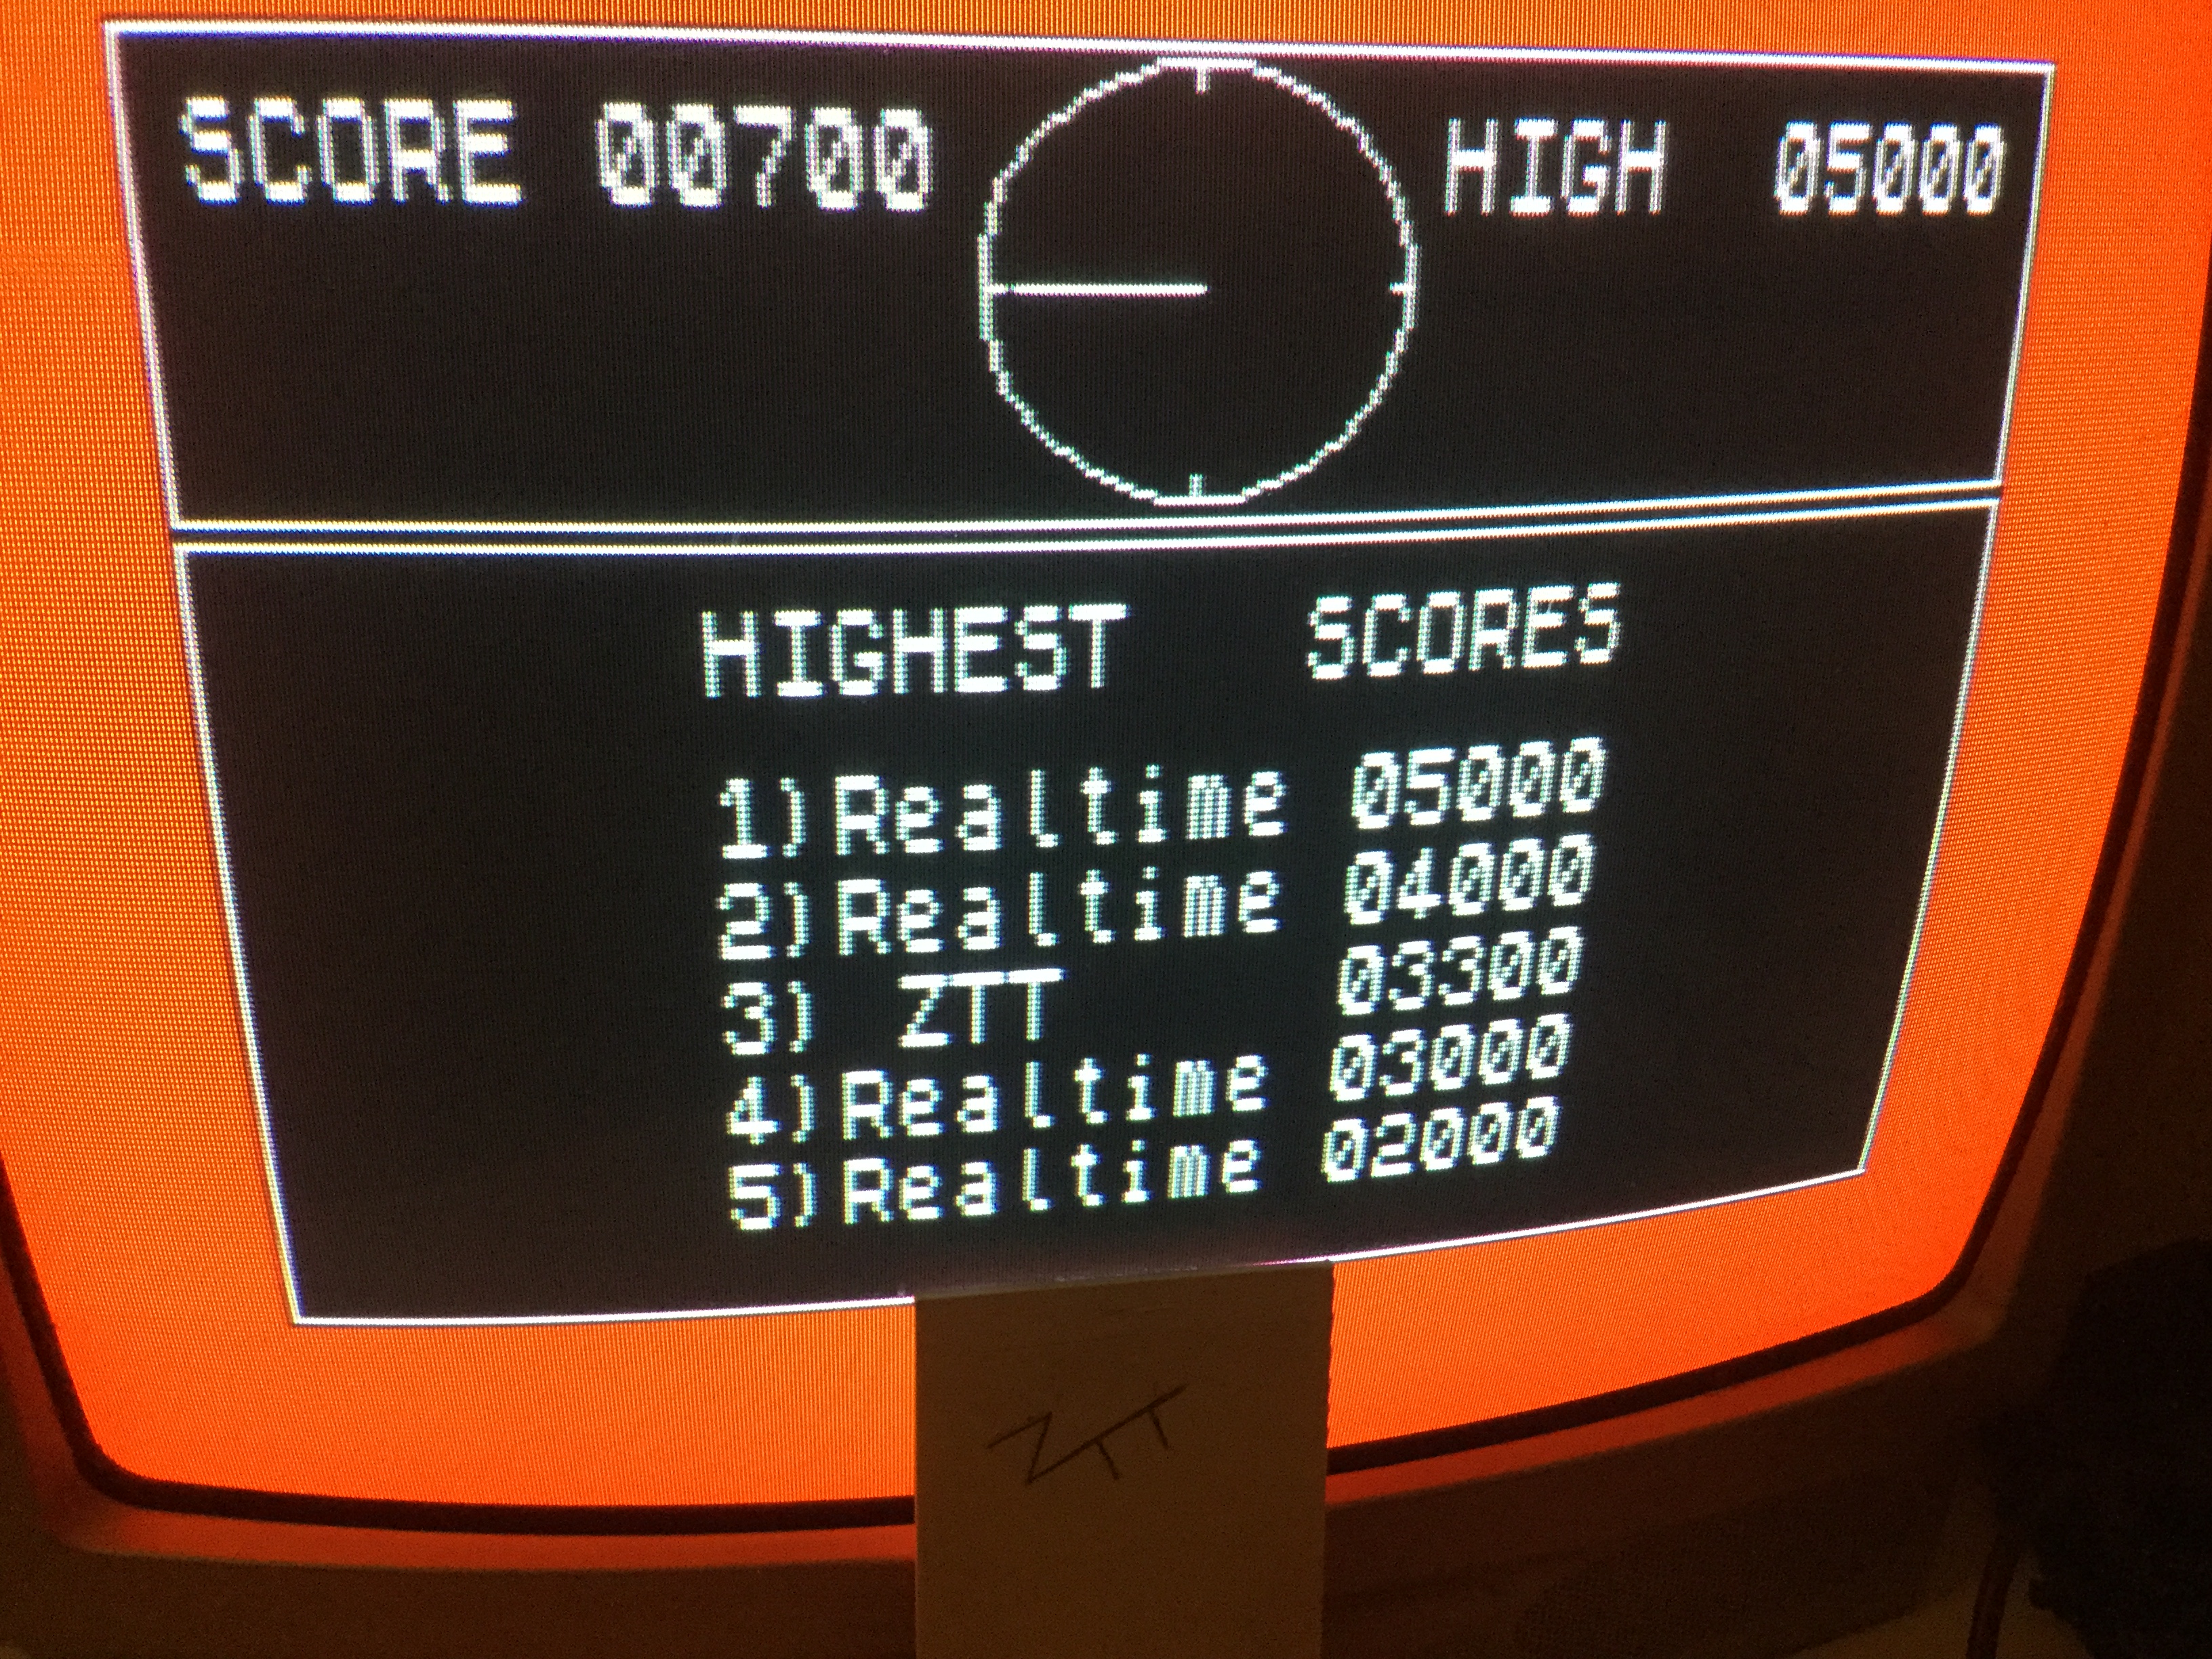 SCORE 00700 HIGH 05000
HIGHEST SCORES
1)Realtime 05000
2)Realtime 04000
3) ZTT 03300
4)Realtime 03000
5)Realtime 02000
ZTT